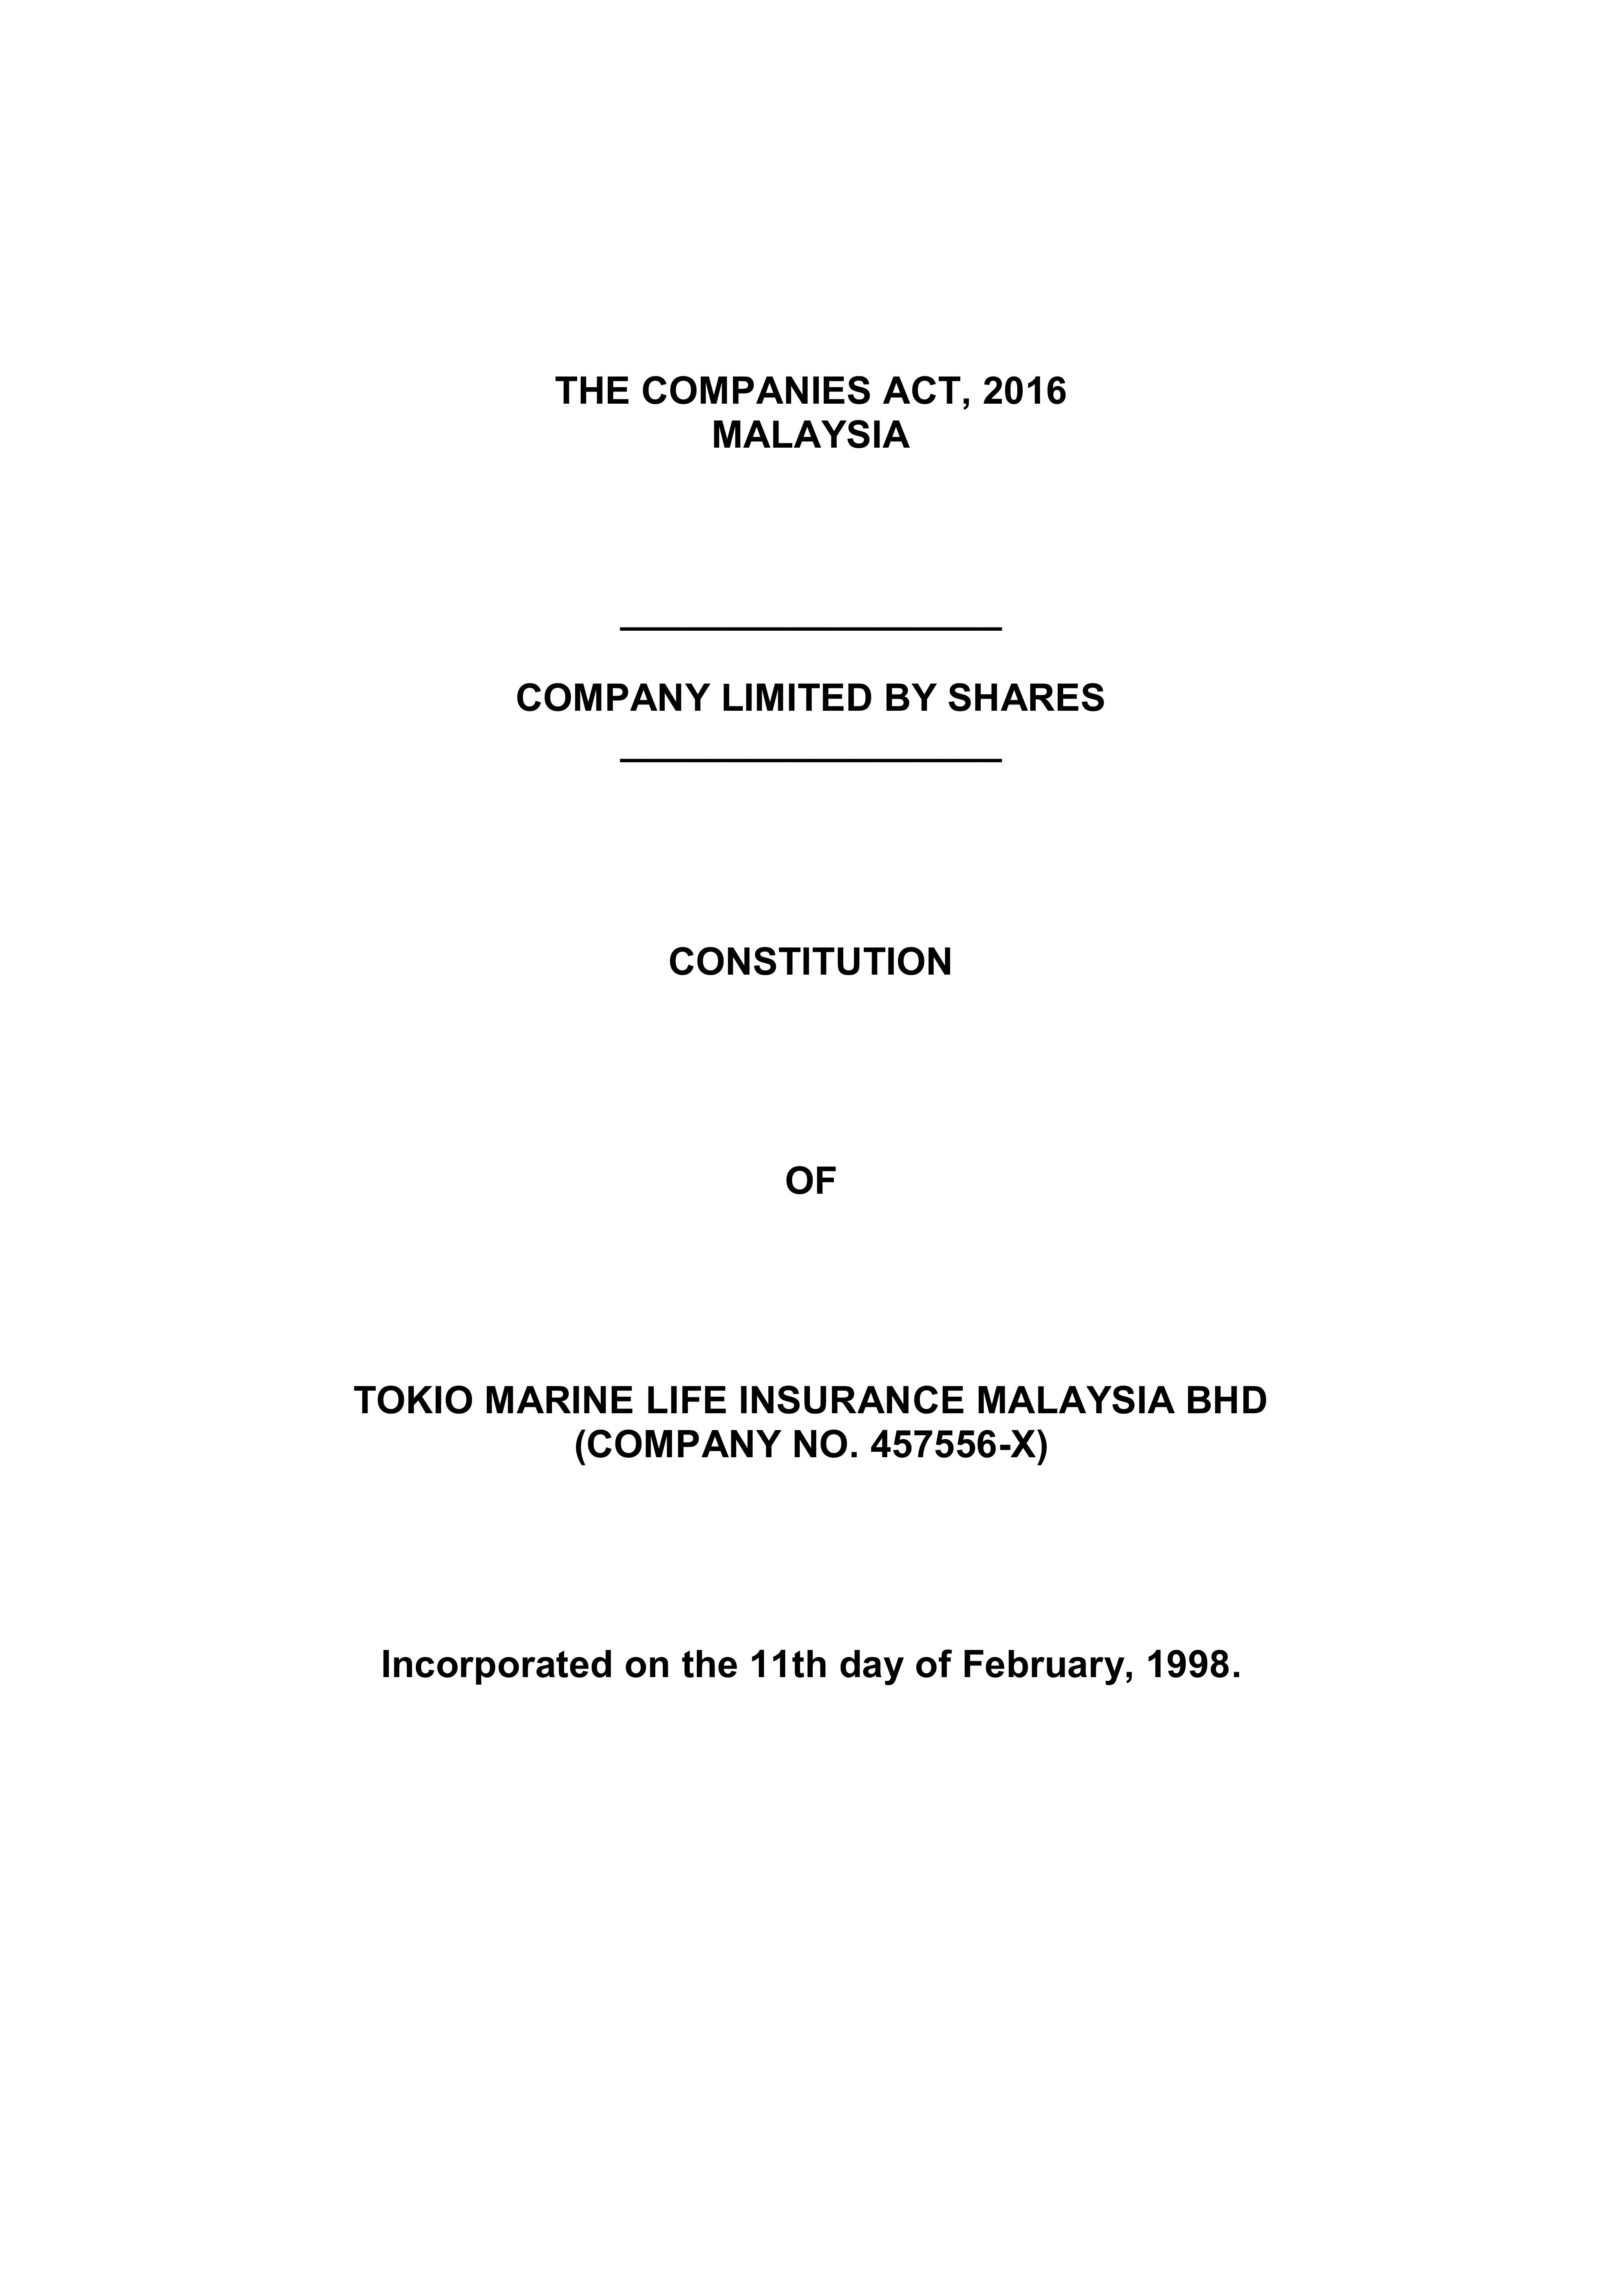 THE COMPANIES ACT, 2016
MALAYSIA
COMPANY LIMITED BY SHARES
CONSTITUTION
OF
TOKIO MARINE LIFE INSURANCE MALAYSIA BHD
(COMPANY NO. 457556-X)
Incorporated on the 11th day of February, 1998.